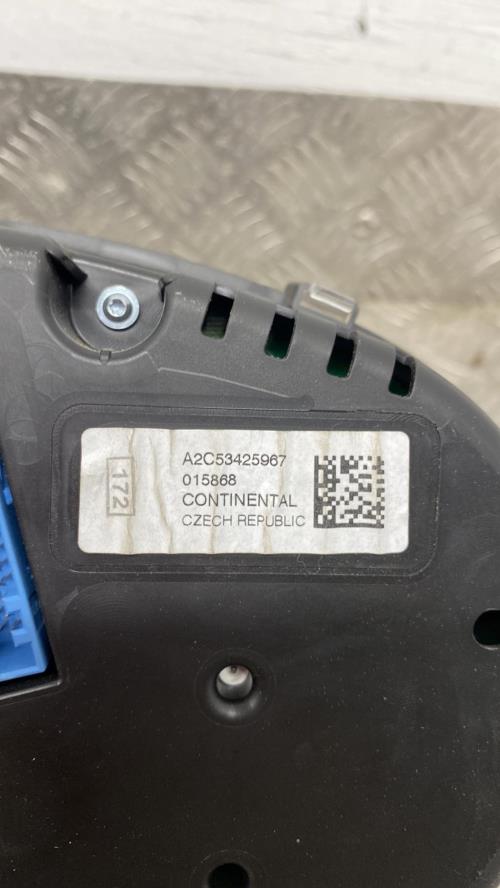 172
A2C53425967
015868
CONTINENTAL
CZECH REPUBLIC